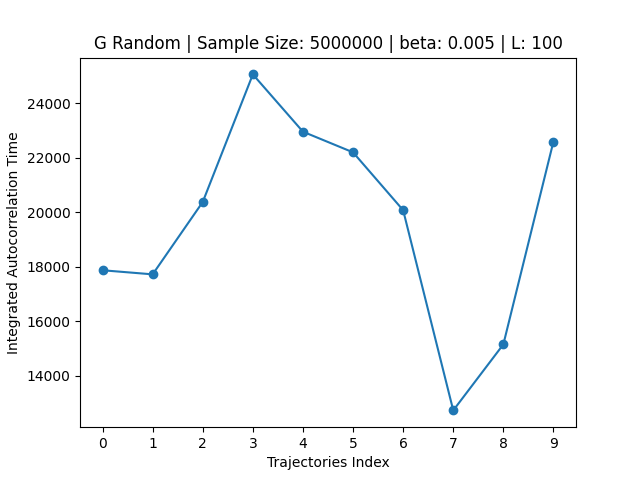 G Random | Sample Size: 5000000 | beta: 0.005 | L: 100
Integrated Autocorrelation Time
24000
22000
20000
18000
16000
14000
0 1 2 3 4 5 6 7 8 9
Trajectories Index